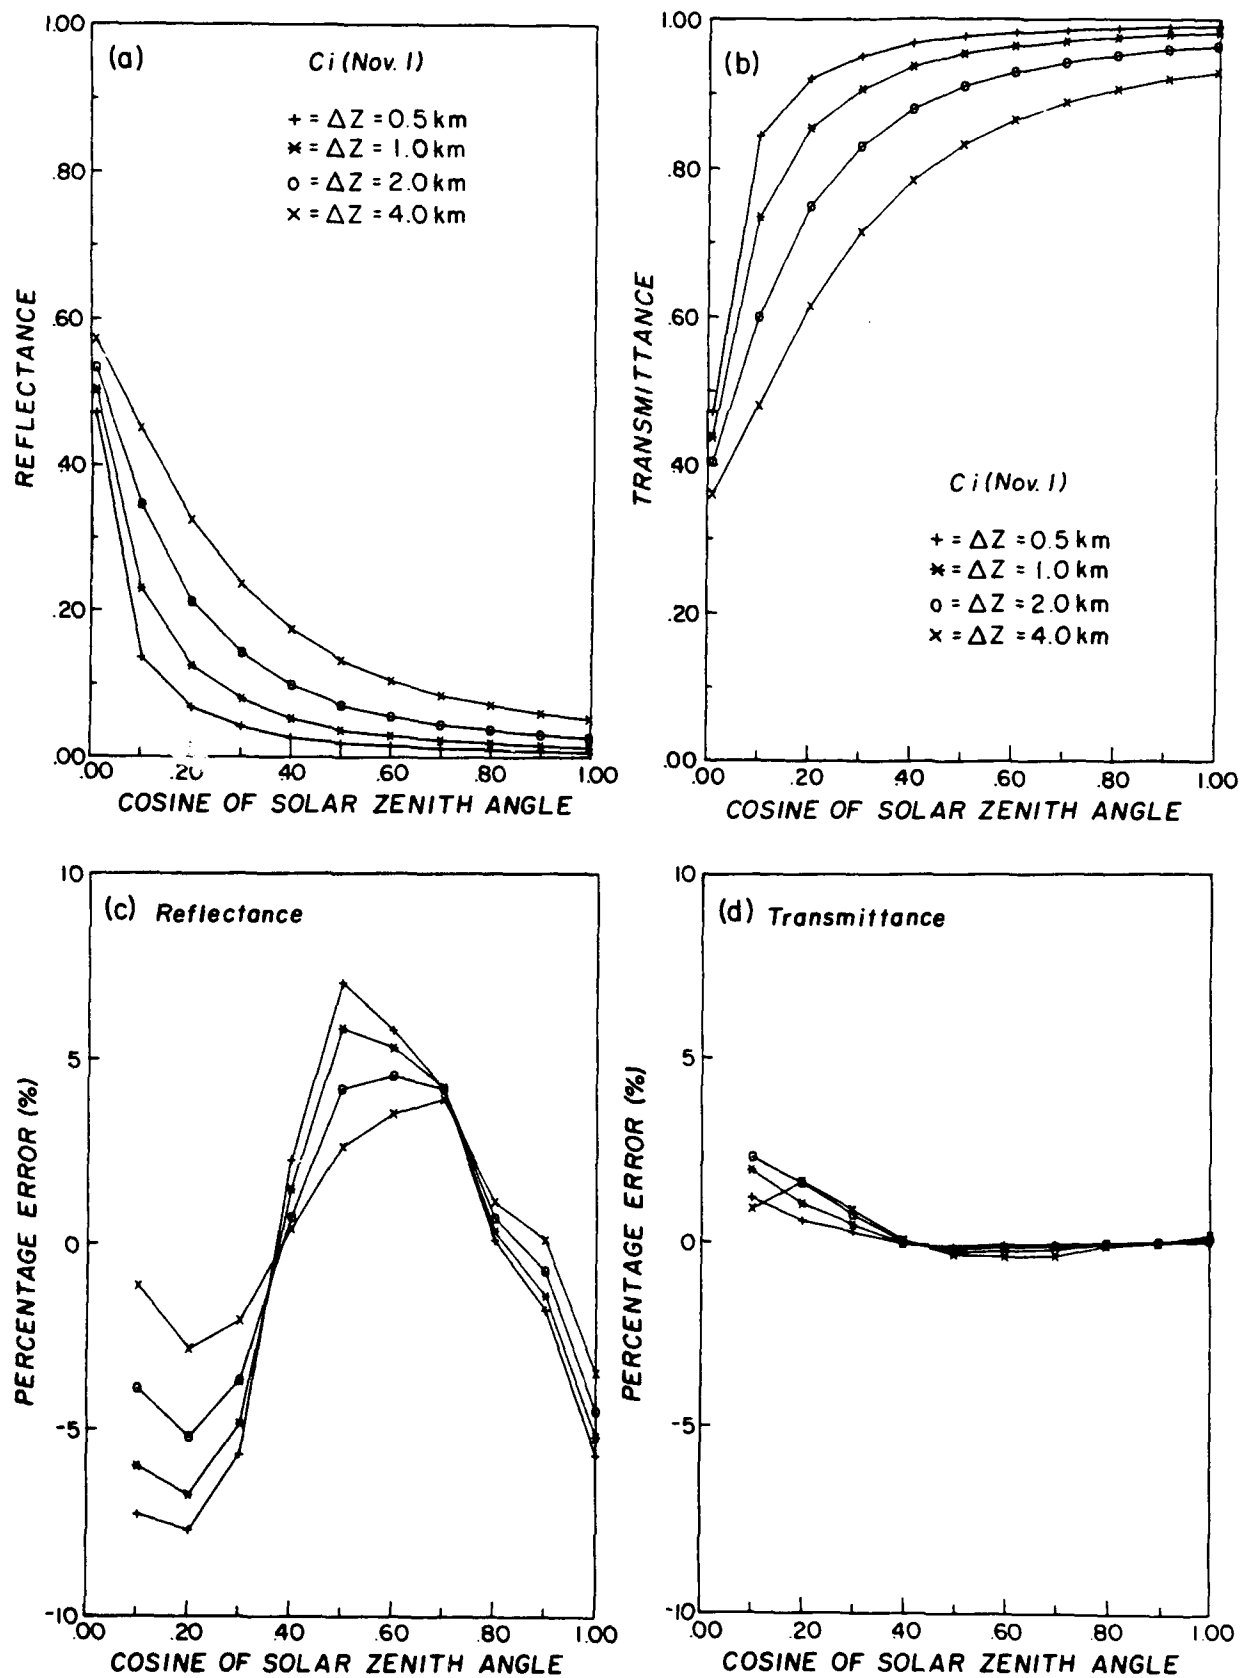 (a) Ci (Nov. 1)
+ = ΔZ = 0.5 km
* = ΔZ = 1.0 km
o = ΔZ = 2.0 km
x = ΔZ = 4.0 km
REFLECTANCE
1.00
.80
.60
.40
.20
.00
.00 .20 .40 .60 .80 1.00
COSINE OF SOLAR ZENITH ANGLE
(b)
Ci (Nov. 1)
+ = ΔZ = 0.5 km
* = ΔZ = 1.0 km
o = ΔZ = 2.0 km
x = ΔZ = 4.0 km
TRANSMITTANCE
1.00
.80
.60
.40
.20
.00
.00 .20 .40 .60 .80 1.00
COSINE OF SOLAR ZENITH ANGLE
(c) Reflectance
PERCENTAGE ERROR (%)
10
5
0
-5
-10
.00 .20 .40 .60 .80 1.00
COSINE OF SOLAR ZENITH ANGLE
(d) Transmittance
PERCENTAGE ERROR (%)
10
5
0
-5
-10
.00 .20 .40 .60 .80 1.00
COSINE OF SOLAR ZENITH ANGLE